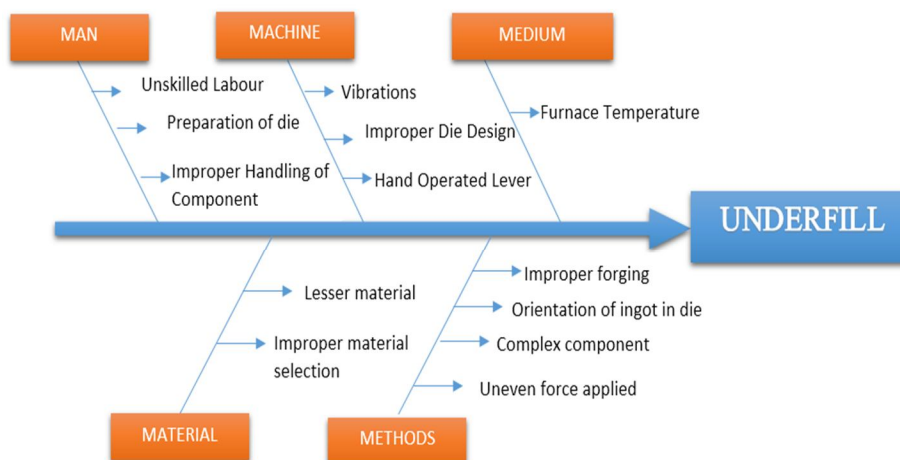 MAN
MACHINE
MEDIUM
Unskilled Labour
Preparation of die
Improper Handling of
Component
Vibrations
Improper Die Design
Hand Operated Lever
Furnace Temperature
UNDERFILL
Lesser material
Improper material
selection
Improper forging
Orientation of ingot in die
Complex component
Uneven force applied
MATERIAL
METHODS